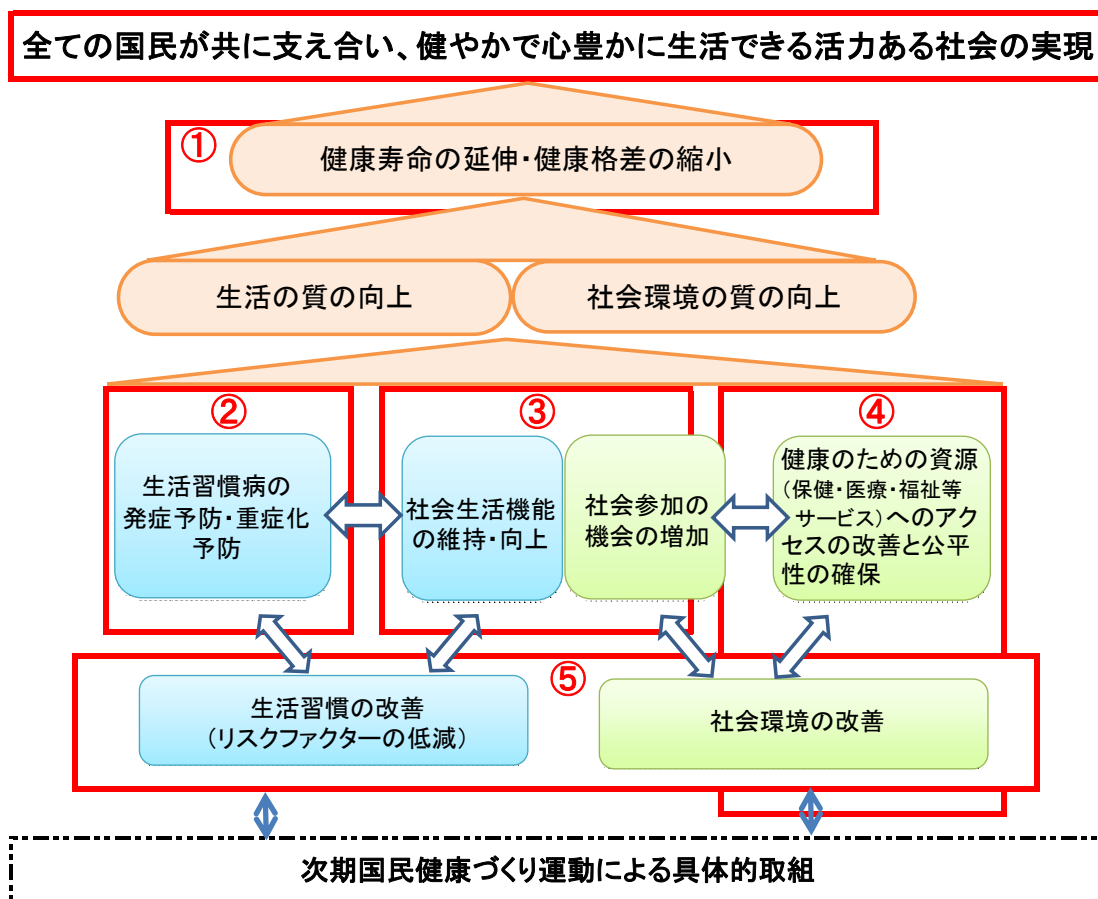 全ての国民が共に支え合い、健やかで心豊かに生活できる活力ある社会の実現
①
健康寿命の延伸・健康格差の縮小
生活の質の向上
社会環境の質の向上
②
生活習慣病の
発症予防・重症化
予防
③
社会生活機能
の維持・向上
社会参加の
機会の増加
④
健康のための資源
（保健・医療・福祉等
サービス）へのアク
セスの改善と公平
性の確保
⑤
生活習慣の改善
（リスクファクターの低減）
社会環境の改善
次期国民健康づくり運動による具体的取組